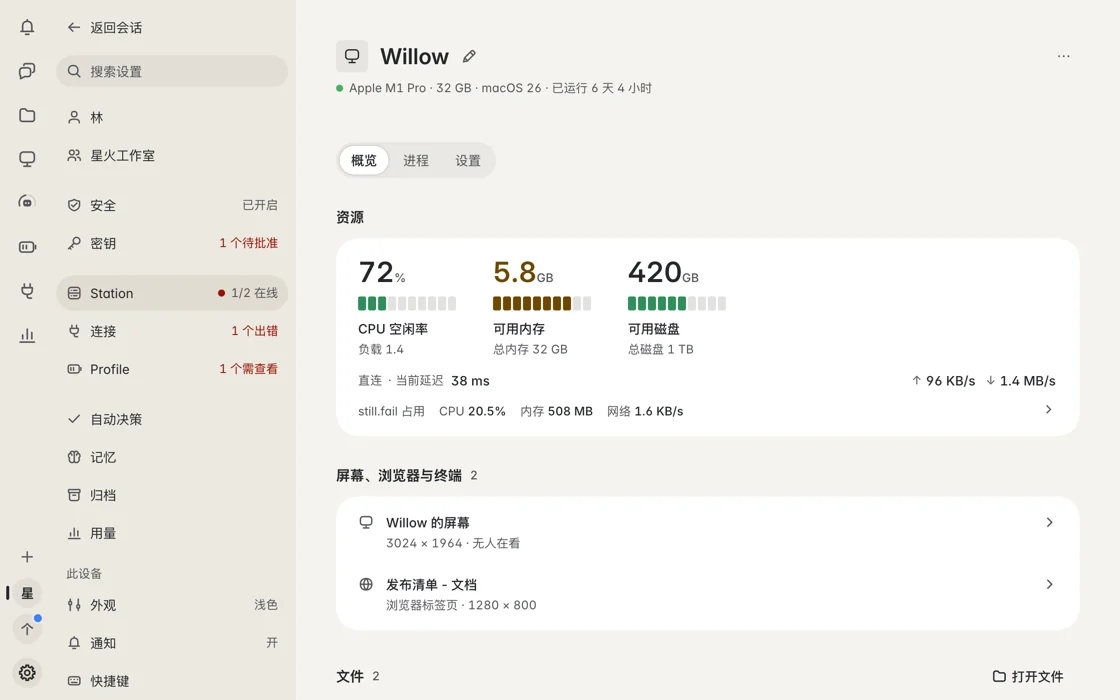 返回会话
搜索设置
林
星火工作室
安全 已开启
密钥 1 个待批准
Station 1/2 在线
连接 1 个出错
Profile 1 个需查看
自动决策
记忆
归档
用量
此设备
外观 浅色
通知 开
快捷键
星
Willow
Apple M1 Pro · 32 GB · macOS 26 · 已运行 6 天 4 小时
概览 进程 设置
资源
72% 5.8GB 420GB
CPU 空闲率 可用内存 可用磁盘
负载 1.4 总内存 32 GB 总磁盘 1 TB
直连 · 当前延迟 38 ms ↑ 96 KB/s ↓ 1.4 MB/s
still.fail 占用 CPU 20.5% 内存 508 MB 网络 1.6 KB/s
屏幕、浏览器与终端 2
Willow 的屏幕
3024 × 1964 · 无人在看
发布清单 - 文档
浏览器标签页 · 1280 × 800
文件 2 打开文件